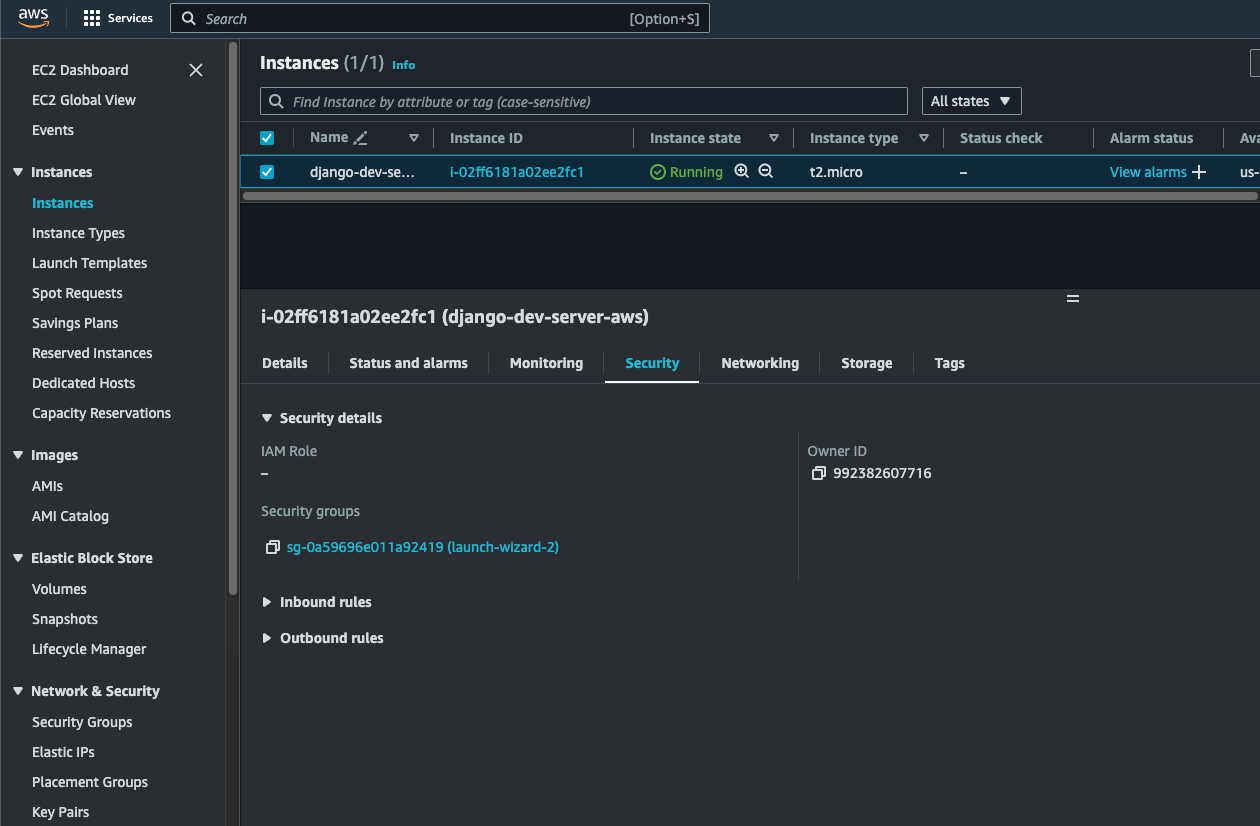 aws
Services
Search [Option+S]
EC2 Dashboard
EC2 Global View
Events
Instances
Instances
Instance Types
Launch Templates
Spot Requests
Savings Plans
Reserved Instances
Dedicated Hosts
Capacity Reservations
Images
AMIs
AMI Catalog
Elastic Block Store
Volumes
Snapshots
Lifecycle Manager
Network & Security
Security Groups
Elastic IPs
Placement Groups
Key Pairs
Instances (1/1) Info
Find Instance by attribute or tag (case-sensitive)
All states
Name Instance ID Instance state Instance type Status check Alarm status Ava
django-dev-se... i-02ff6181a02ee2fc1 Running t2.micro – View alarms us-
i-02ff6181a02ee2fc1 (django-dev-server-aws)
Details Status and alarms Monitoring Security Networking Storage Tags
Security details
IAM Role
–
Owner ID
992382607716
Security groups
sg-0a59696e011a92419 (launch-wizard-2)
Inbound rules
Outbound rules